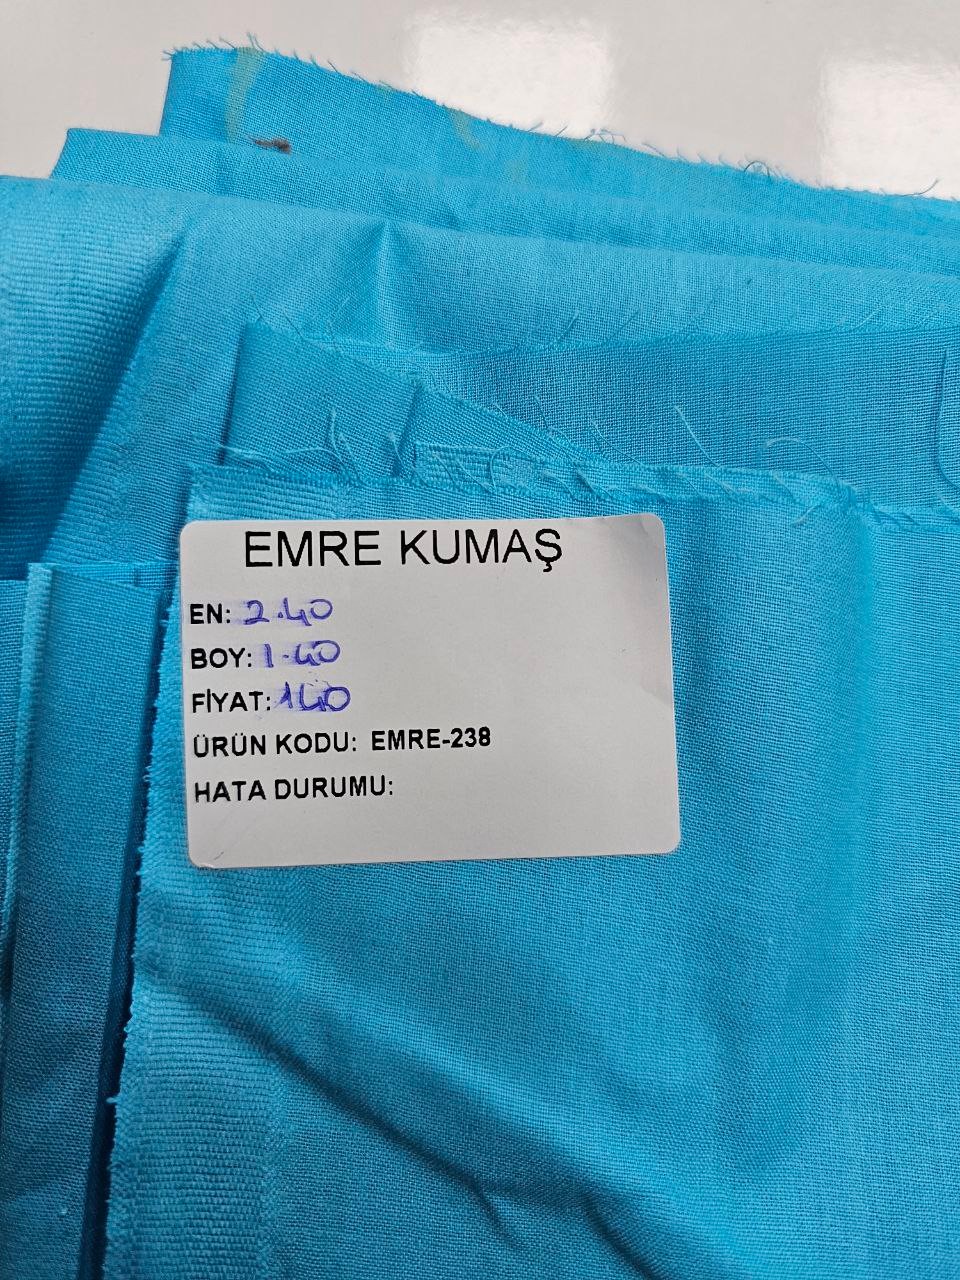 EMRE KUMAŞ
EN: 2.40
BOY: 1.40
FİYAT: 140
ÜRÜN KODU: EMRE-238
HATA DURUMU: